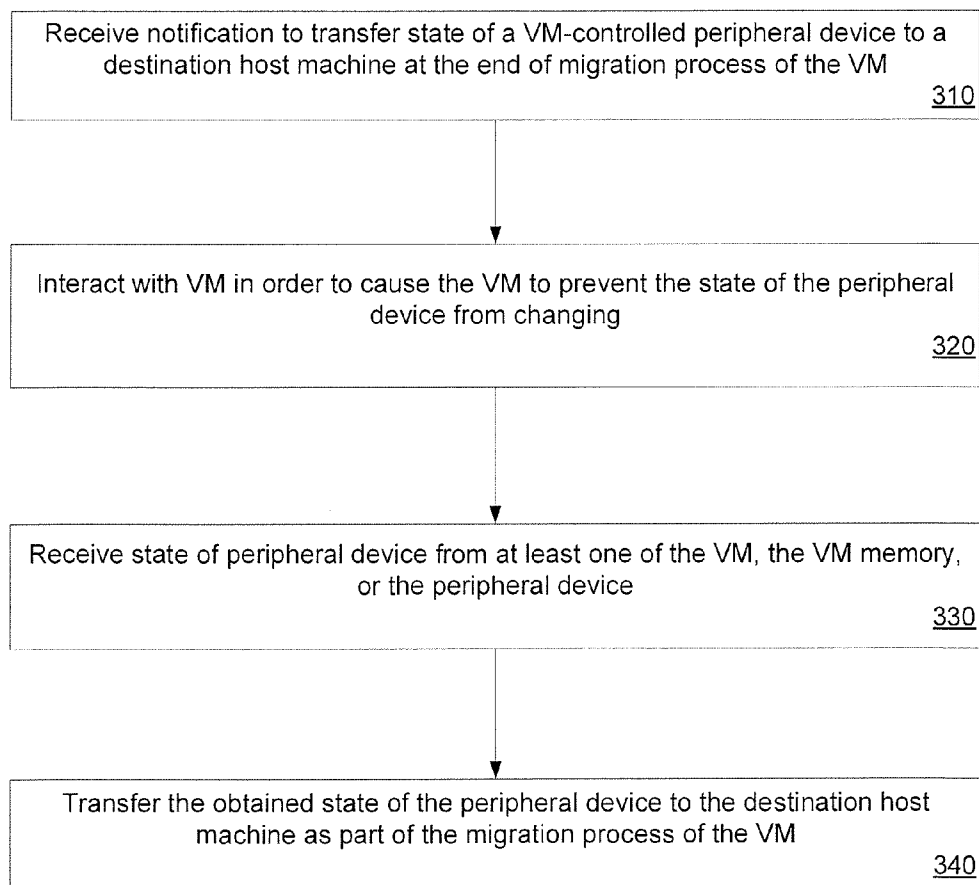 Receive notification to transfer state of a VM-controlled peripheral device to a
destination host machine at the end of migration process of the VM
310
Interact with VM in order to cause the VM to prevent the state of the peripheral
device from changing
320
Receive state of peripheral device from at least one of the VM, the VM memory,
or the peripheral device
330
Transfer the obtained state of the peripheral device to the destination host
machine as part of the migration process of the VM
340